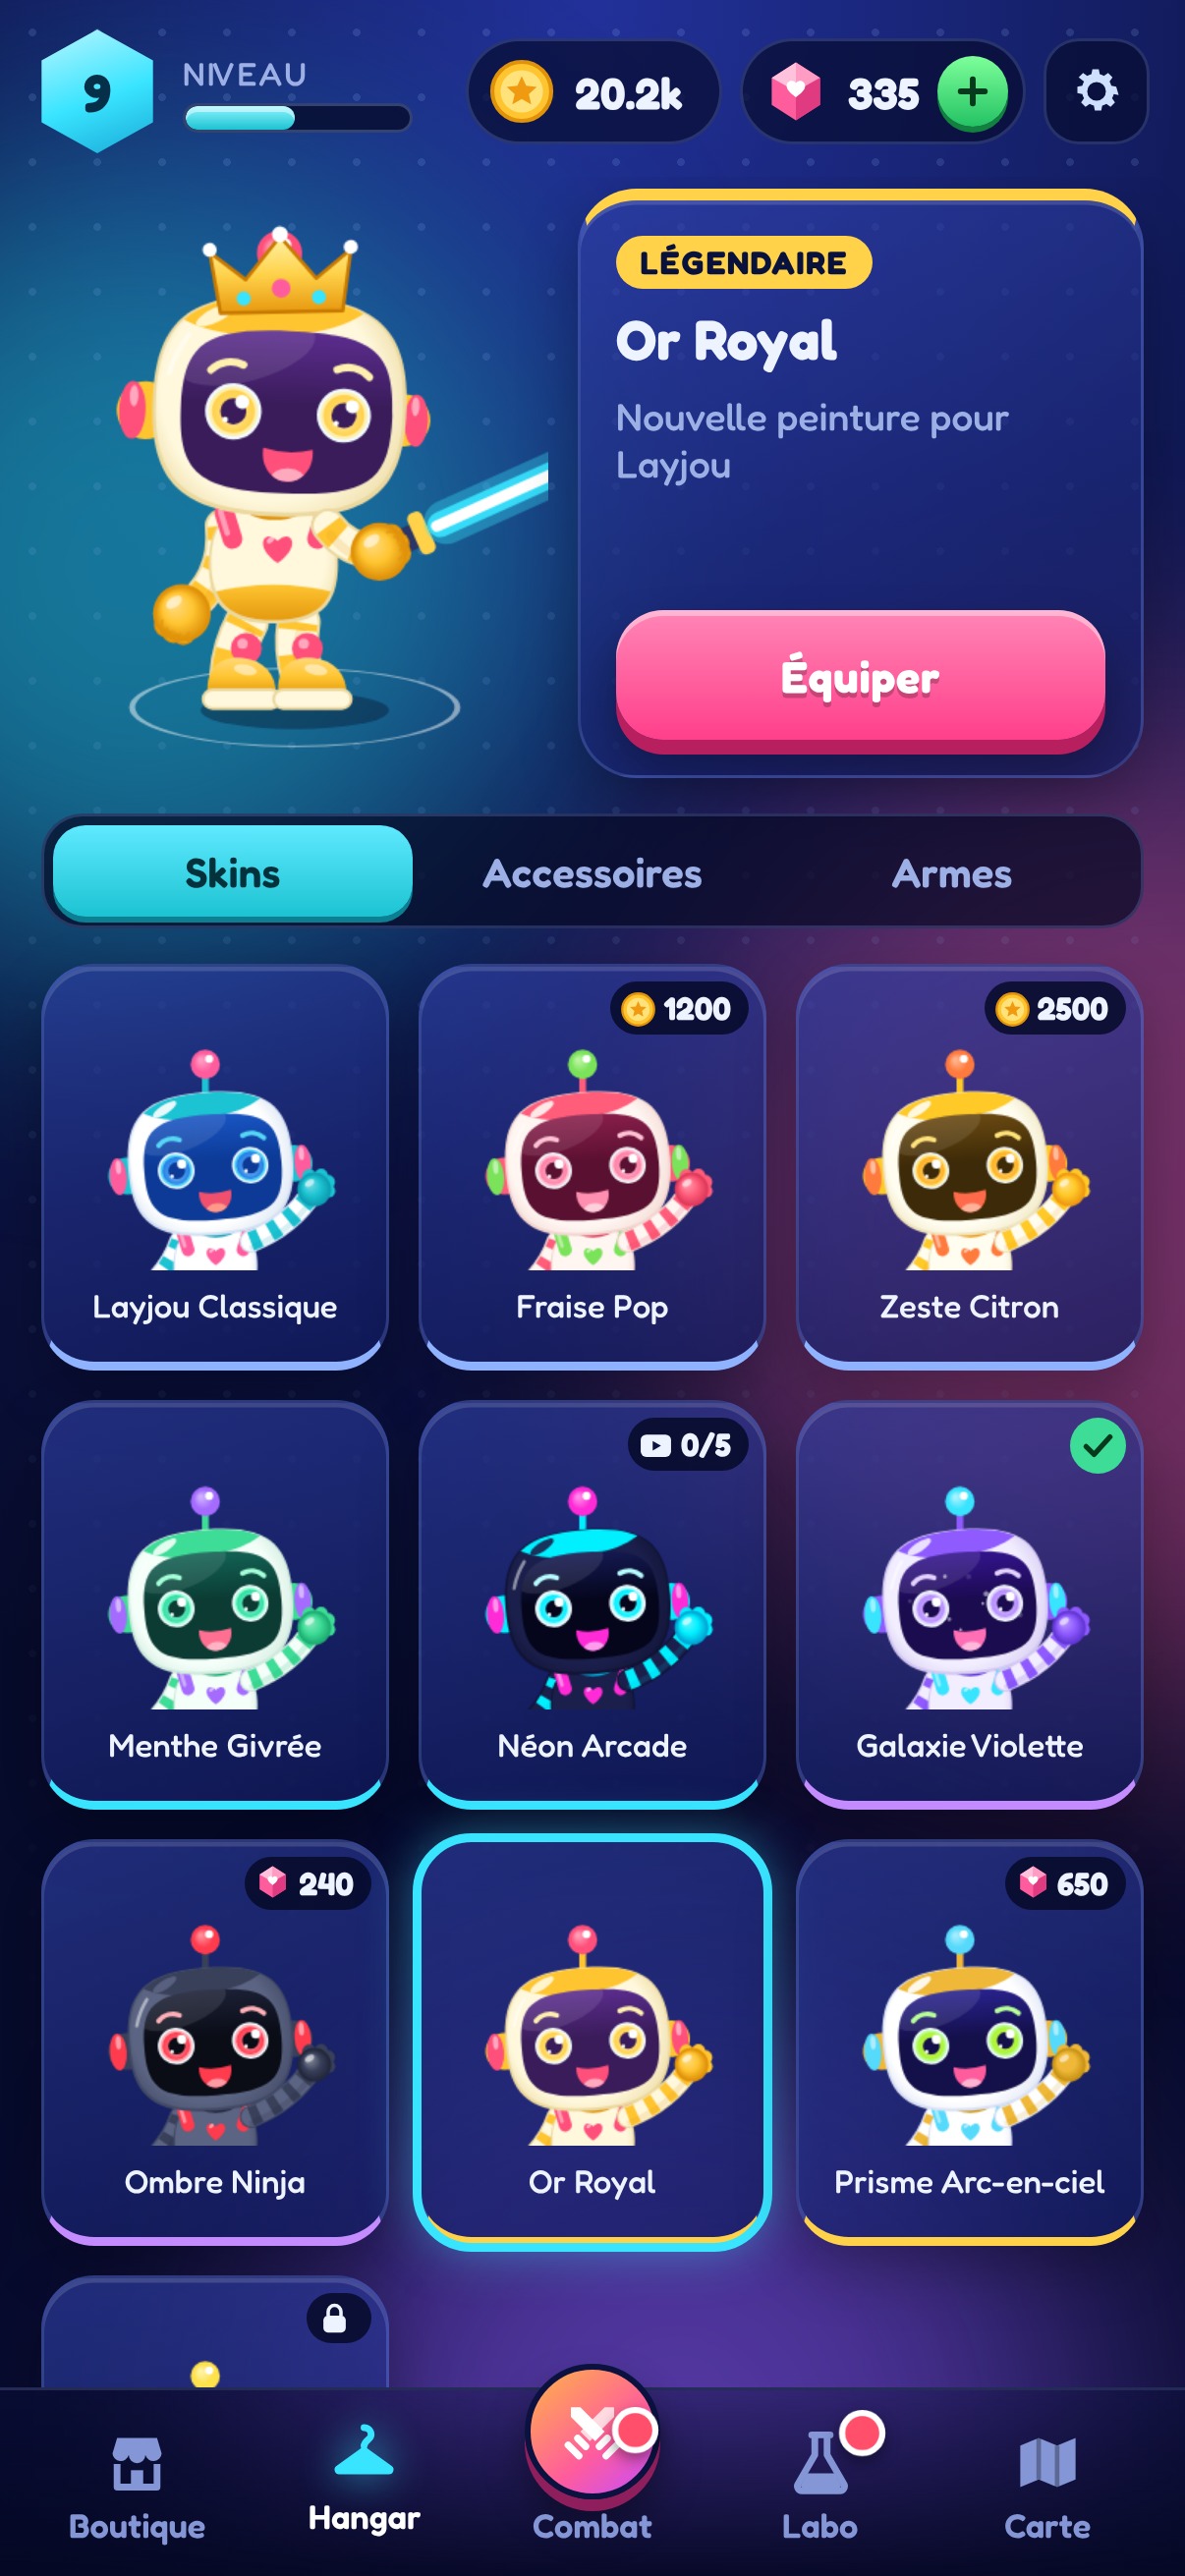 9
NIVEAU
20.2k
335
LÉGENDAIRE
Or Royal
Nouvelle peinture pour
Layjou
Équiper
Skins
Accessoires
Armes
1200
2500
Layjou Classique
Fraise Pop
Zeste Citron
0/5
Menthe Givrée
Néon Arcade
Galaxie Violette
240
650
Ombre Ninja
Or Royal
Prisme Arc-en-ciel
Boutique
Hangar
Combat
Labo
Carte